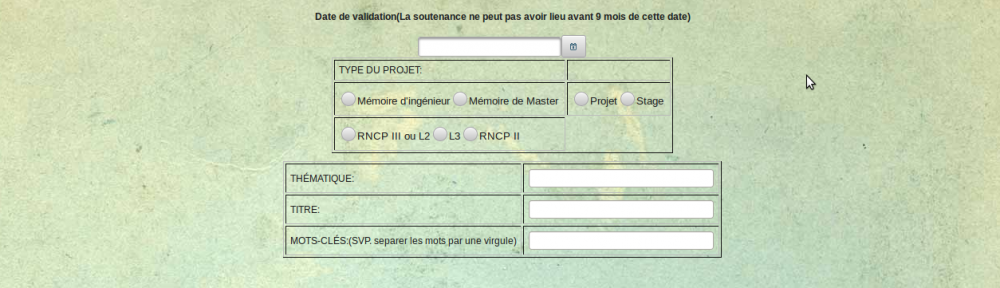 Date de validation(La soutenance ne peut pas avoir lieu avant 9 mois de cette date)
TYPE DU PROJET:
Mémoire d'ingénieur Mémoire de Master Projet Stage
RNCP III ou L2 L3 RNCP II
THÉMATIQUE:
TITRE:
MOTS-CLÉS:(SVP. separer les mots par une virgule)